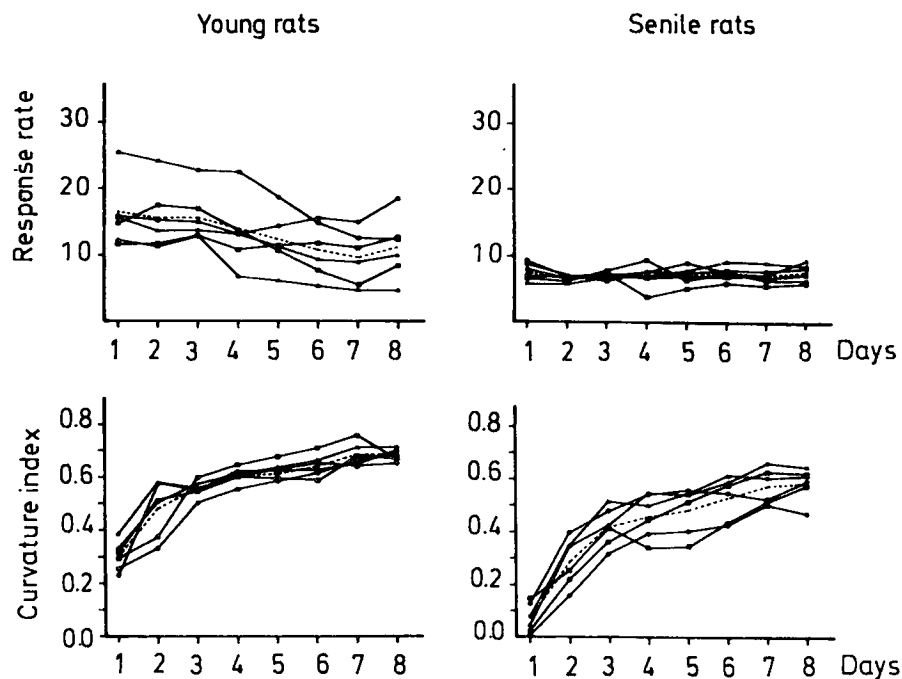 Young rats
Senile rats
Response rate
30
20
10
1 2 3 4 5 6 7 8
30
20
10
1 2 3 4 5 6 7 8 Days
Curvature index
0.8
0.6
0.4
0.2
0.0
1 2 3 4 5 6 7 8
0.8
0.6
0.4
0.2
0.0
1 2 3 4 5 6 7 8 Days